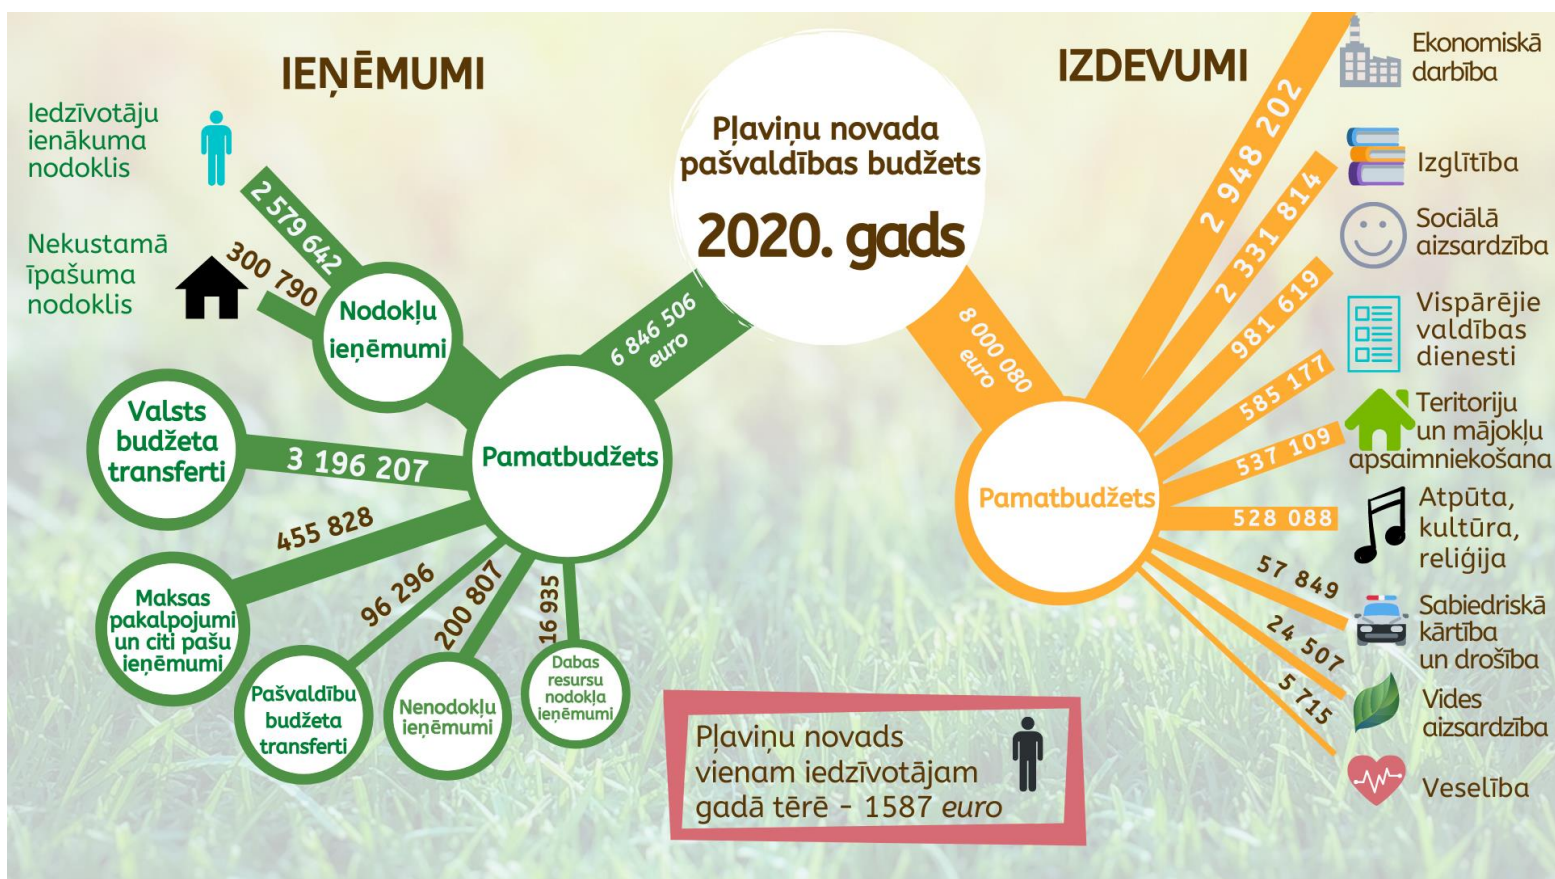 IEŅĒMUMI
Iedzīvotāju
ienākuma
nodoklis
2 579 642
Nekustamā
īpašuma
nodoklis
300 790
Nodokļu
ieņēmumi
Valsts
budžeta
transferti
3 196 207
Maksas
pakalpojumi
un citi pašu
ieņēmumi
455 828
Pašvaldību
budžeta
transferti
96 296
Nenodokļu
ieņēmumi
200 807
Dabas
resursu
nodokļa
ieņēmumi
16 935
Pamatbudžets
6 846 506
euro
Pļaviņu novada
pašvaldības budžets
2020. gads
IZDEVUMI
8 000 080
euro
Pamatbudžets
2 948 202
Ekonomiskā
darbība
2 331 814
Izglītība
981 619
Sociālā
aizsardzība
585 177
Vispārējie
valdības
dienesti
537 109
Teritoriju
un mājokļu
apsaimniekošana
528 088
Atpūta,
kultūra,
reliģija
57 849
Sabiedriskā
kārtība
un drošība
24 507
Vides
aizsardzība
5 715
Veselība
Pļaviņu novads
vienam iedzīvotājam
gadā tērē - 1587 euro